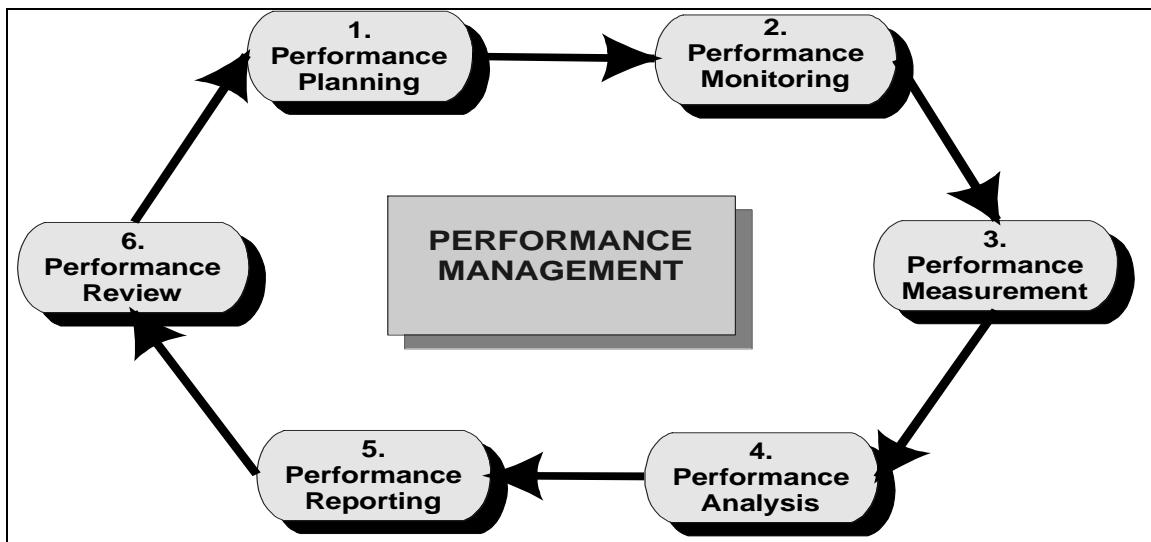 1.
Performance
Planning
2.
Performance
Monitoring
3.
Performance
Measurement
4.
Performance
Analysis
5.
Performance
Reporting
6.
Performance
Review
PERFORMANCE
MANAGEMENT